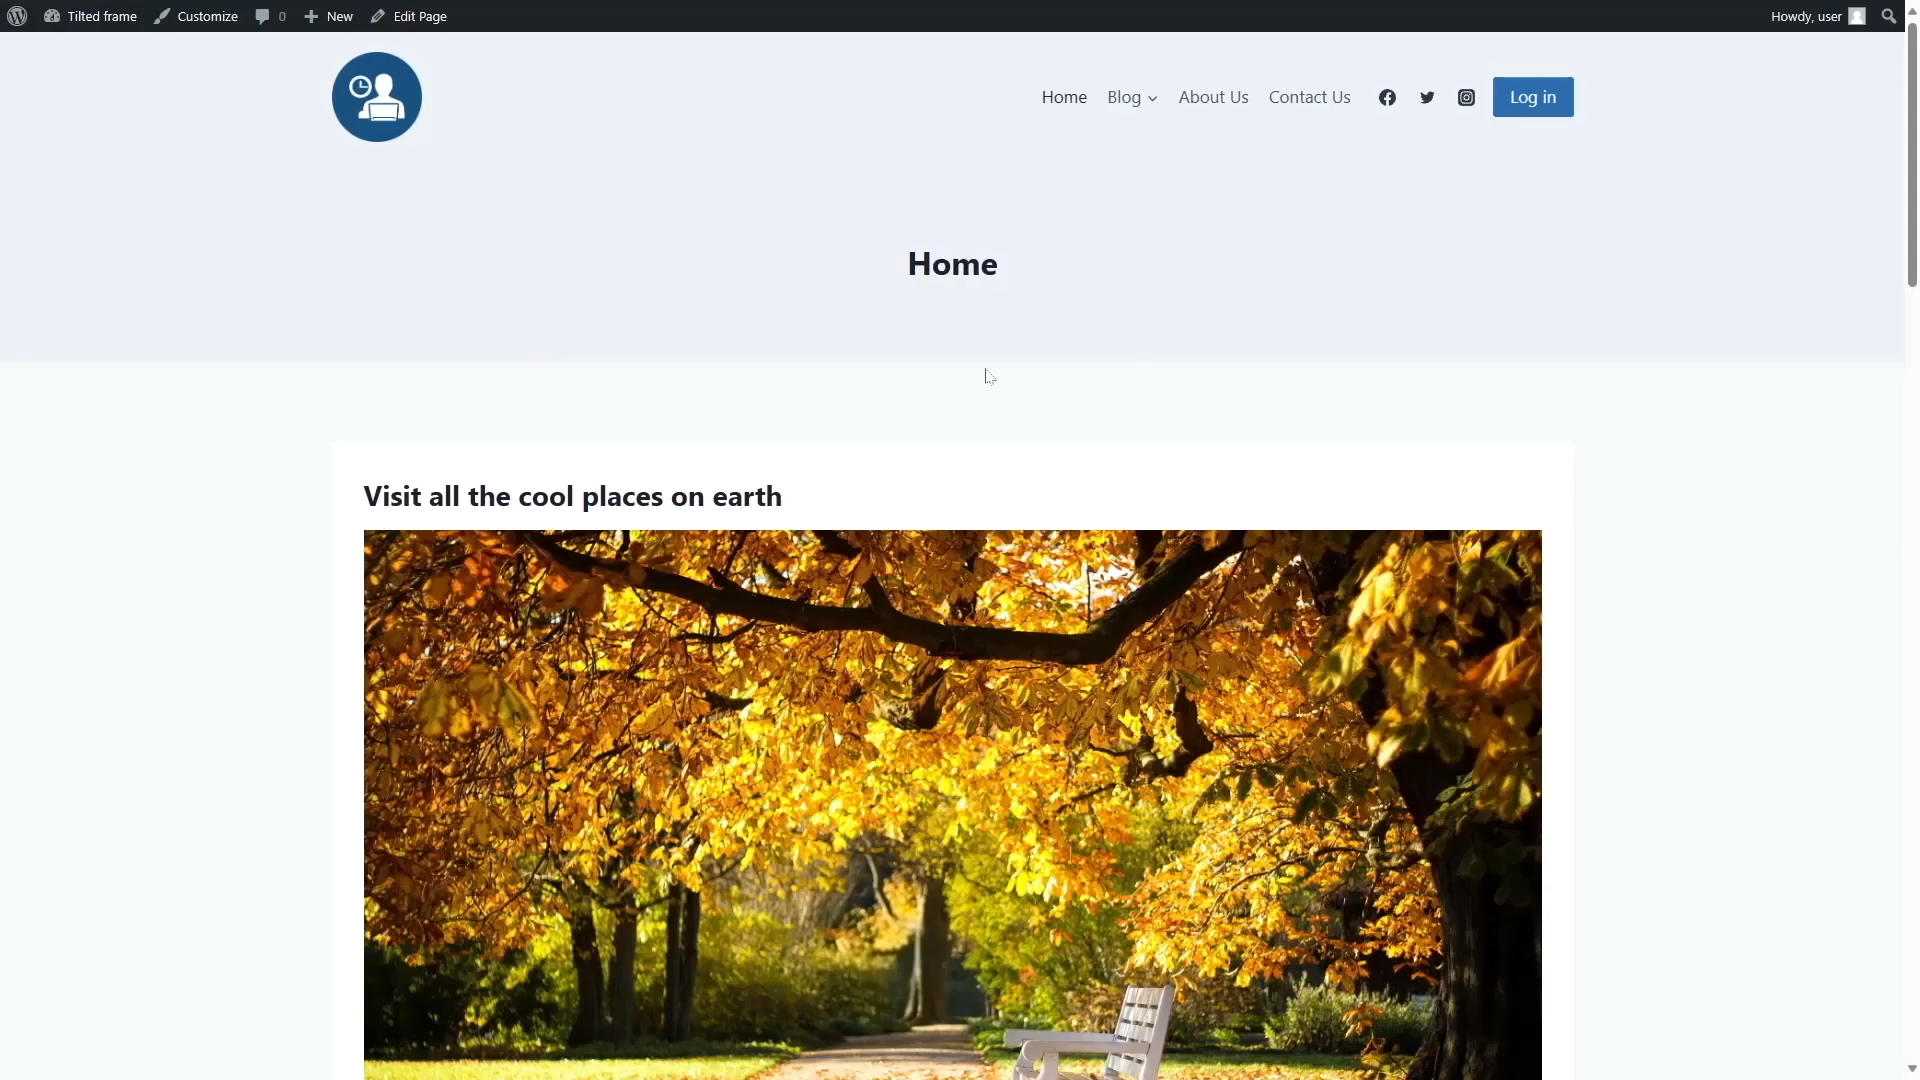 Tilted frame Customize 0 New Edit Page Howdy, user
Home Blog About Us Contact Us Log in
Home
Visit all the cool places on earth